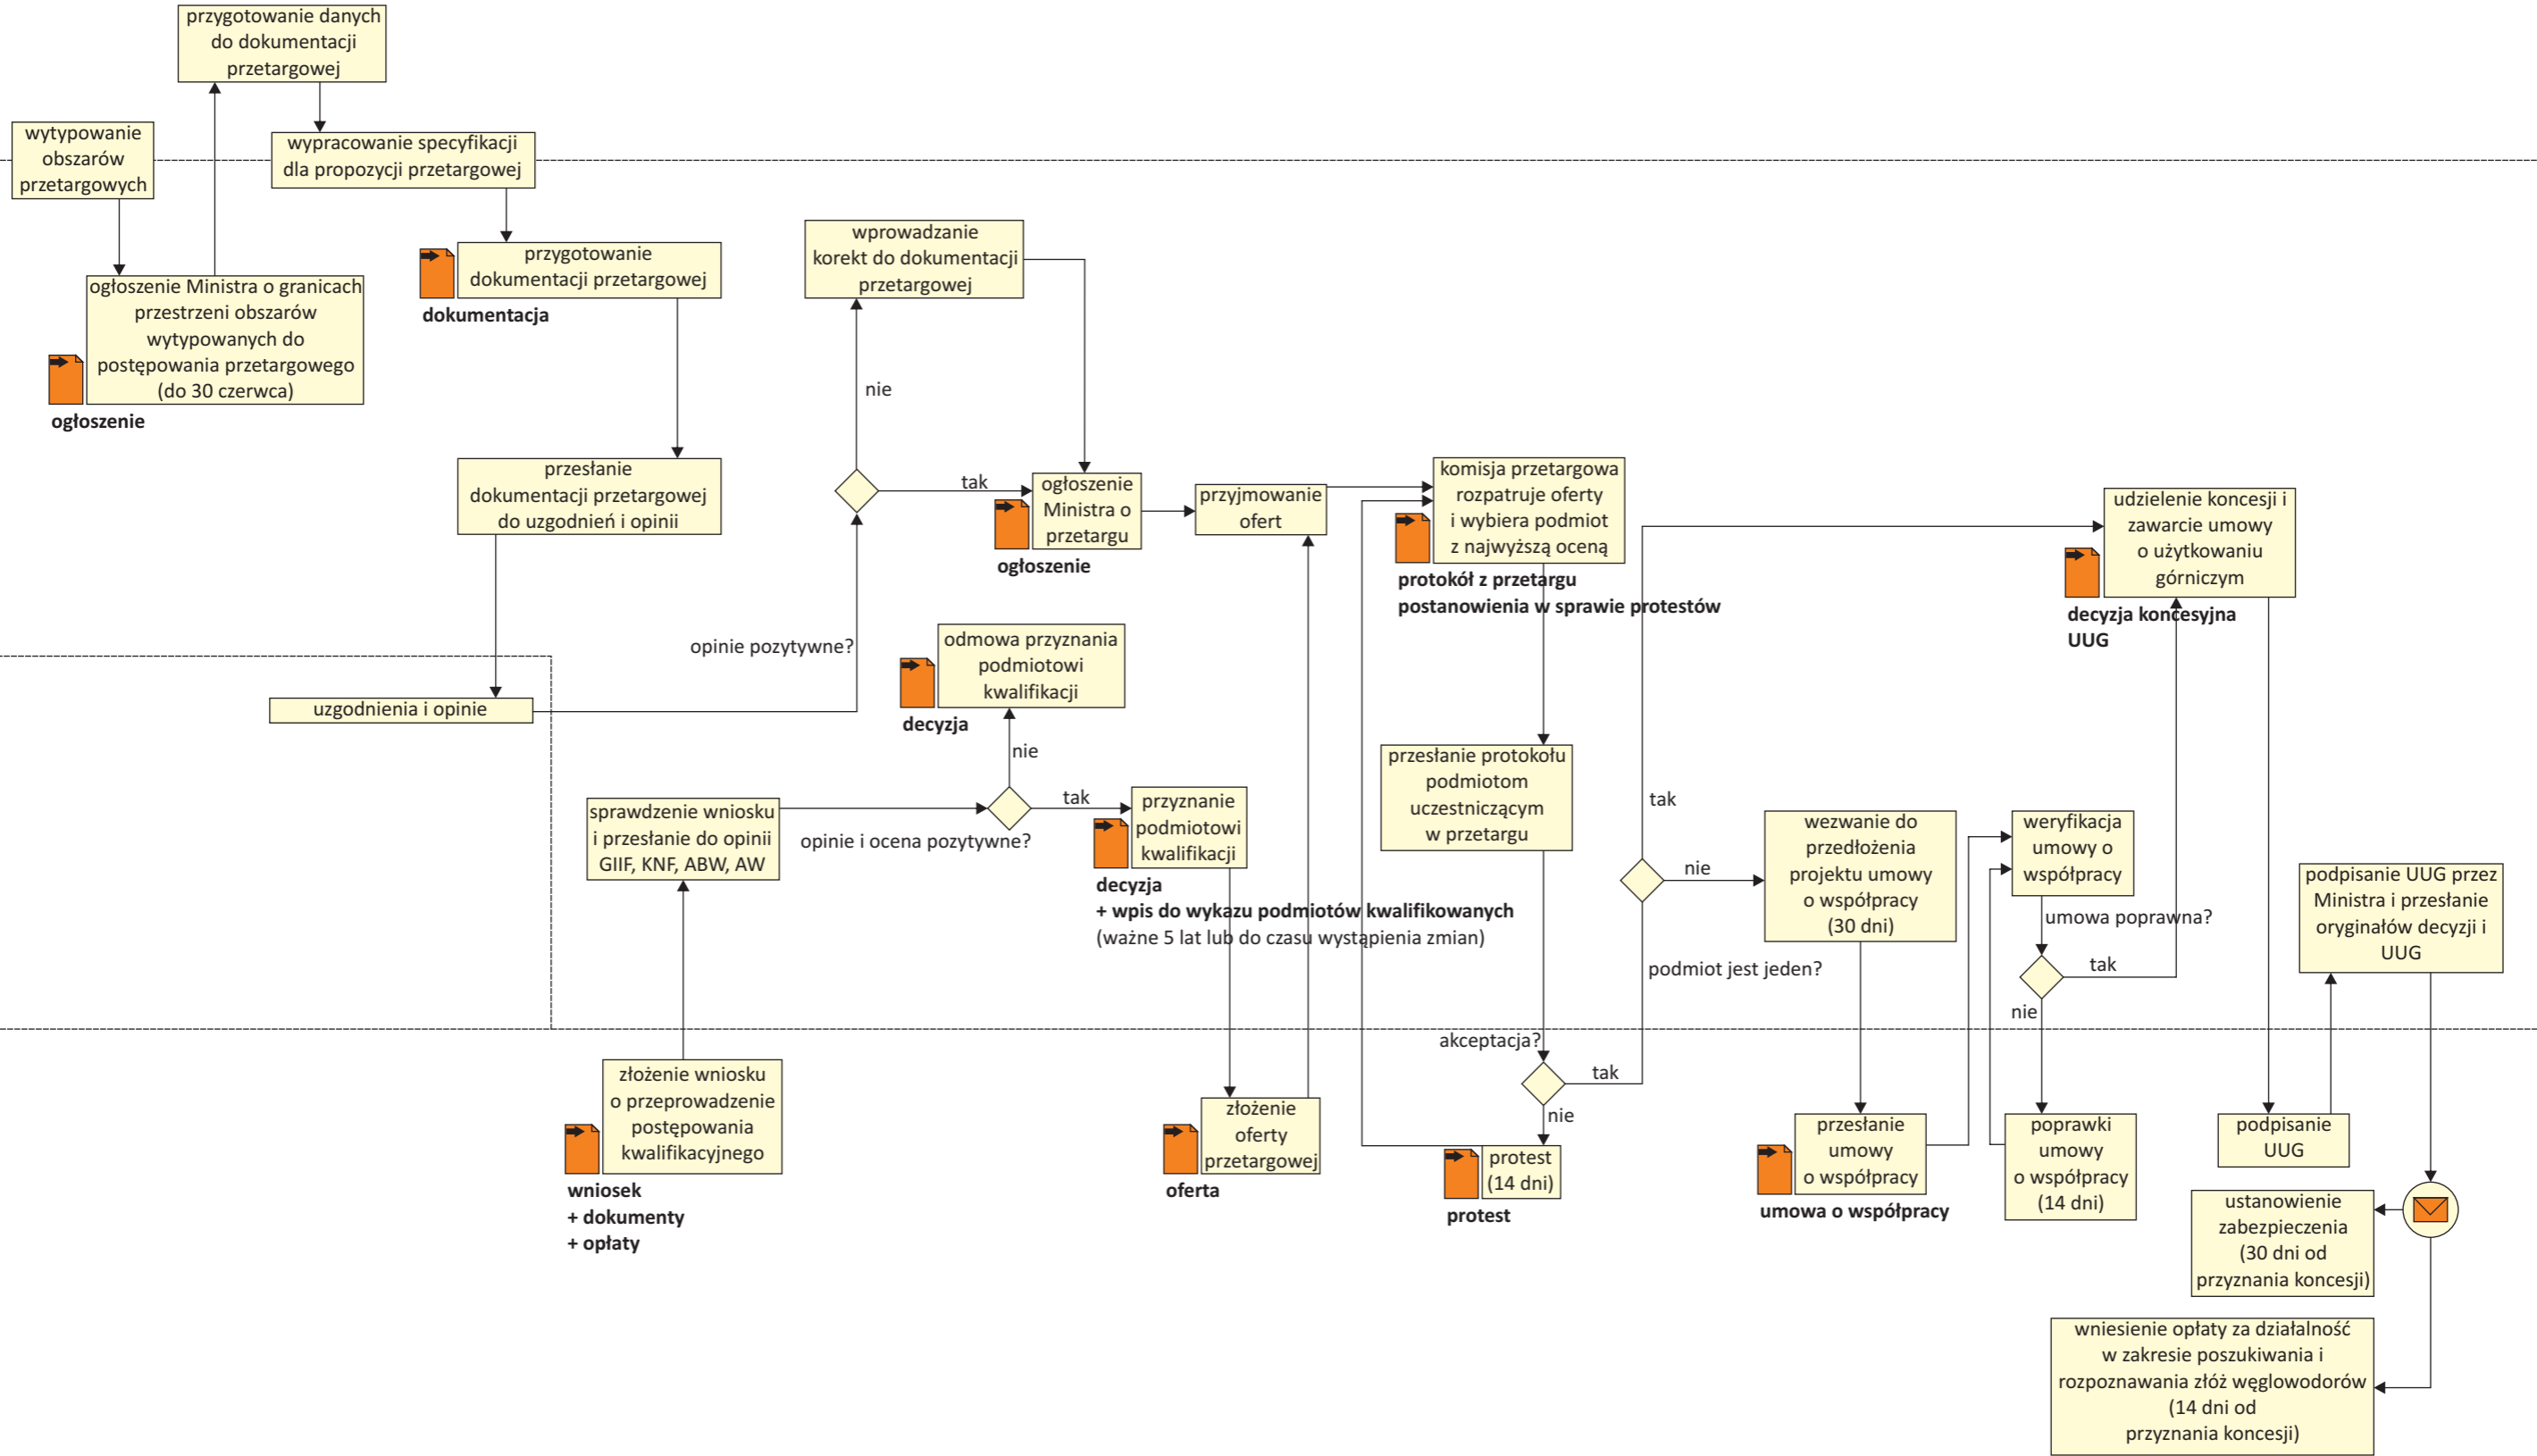 przygotowanie danych
do dokumentacji
przetargowej
wytypowanie
obszarów
przetargowych
wypracowanie specyfikacji
dla propozycji przetargowej
ogłoszenie Ministra o granicach
przestrzeni obszarów
wytypowanych do
postępowania przetargowego
(do 30 czerwca)
ogłoszenie
przygotowanie
dokumentacji przetargowej
dokumentacja
wprowadzanie
korekt do dokumentacji
przetargowej
nie
przesłanie
dokumentacji przetargowej
do uzgodnień i opinii
tak
ogłoszenie
Ministra o
przetargu
ogłoszenie
przyjmowanie
ofert
komisja przetargowa
rozpatruje oferty
i wybiera podmiot
z najwyższą oceną
protokół z przetargu
postanowienia w sprawie protestów
udzielenie koncesji i
zawarcie umowy
o użytkowaniu
górniczym
decyzja koncesyjna
UUG
opinie pozytywne?
uzgodnienia i opinie
odmowa przyznania
podmiotowi
kwalifikacji
decyzja
nie
sprawdzenie wniosku
i przesłanie do opinii
GIIF, KNF, ABW, AW
opinie i ocena pozytywne?
tak
przyznanie
podmiotowi
kwalifikacji
decyzja
+ wpis do wykazu podmiotów kwalifikowanych
(ważne 5 lat lub do czasu wystąpienia zmian)
przesłanie protokołu
podmiotom
uczestniczącym
w przetargu
tak
nie
podmiot jest jeden?
wezwanie do
przedłożenia
projektu umowy
o współpracy
(30 dni)
weryfikacja
umowy o
współpracy
umowa poprawna?
tak
nie
podpisanie UUG przez
Ministra i przesłanie
oryginałów decyzji i
UUG
złożenie wniosku
o przeprowadzenie
postępowania
kwalifikacyjnego
wniosek
+ dokumenty
+ opłaty
złożenie
oferty
przetargowej
oferta
akceptacja?
tak
nie
protest
(14 dni)
protest
przesłanie
umowy
o współpracy
umowa o współpracy
poprawki
umowy
o współpracy
(14 dni)
podpisanie
UUG
ustanowienie
zabezpieczenia
(30 dni od
przyznania koncesji)
wniesienie opłaty za działalność
w zakresie poszukiwania i
rozpoznawania złóż węglowodorów
(14 dni od
przyznania koncesji)